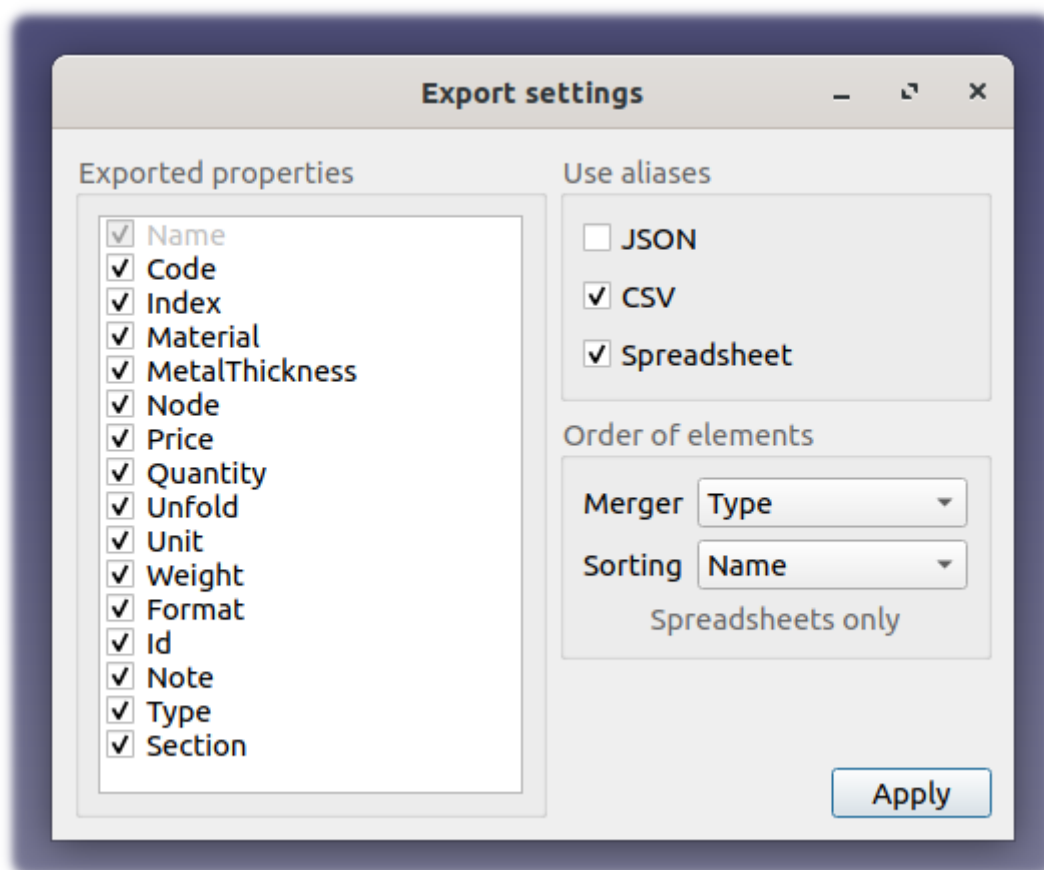 Export settings
Exported properties
Name
Code
Index
Material
MetalThickness
Node
Price
Quantity
Unfold
Unit
Weight
Format
Id
Note
Type
Section
Use aliases
JSON
CSV
Spreadsheet
Order of elements
Merger Type
Sorting Name
Spreadsheets only
Apply